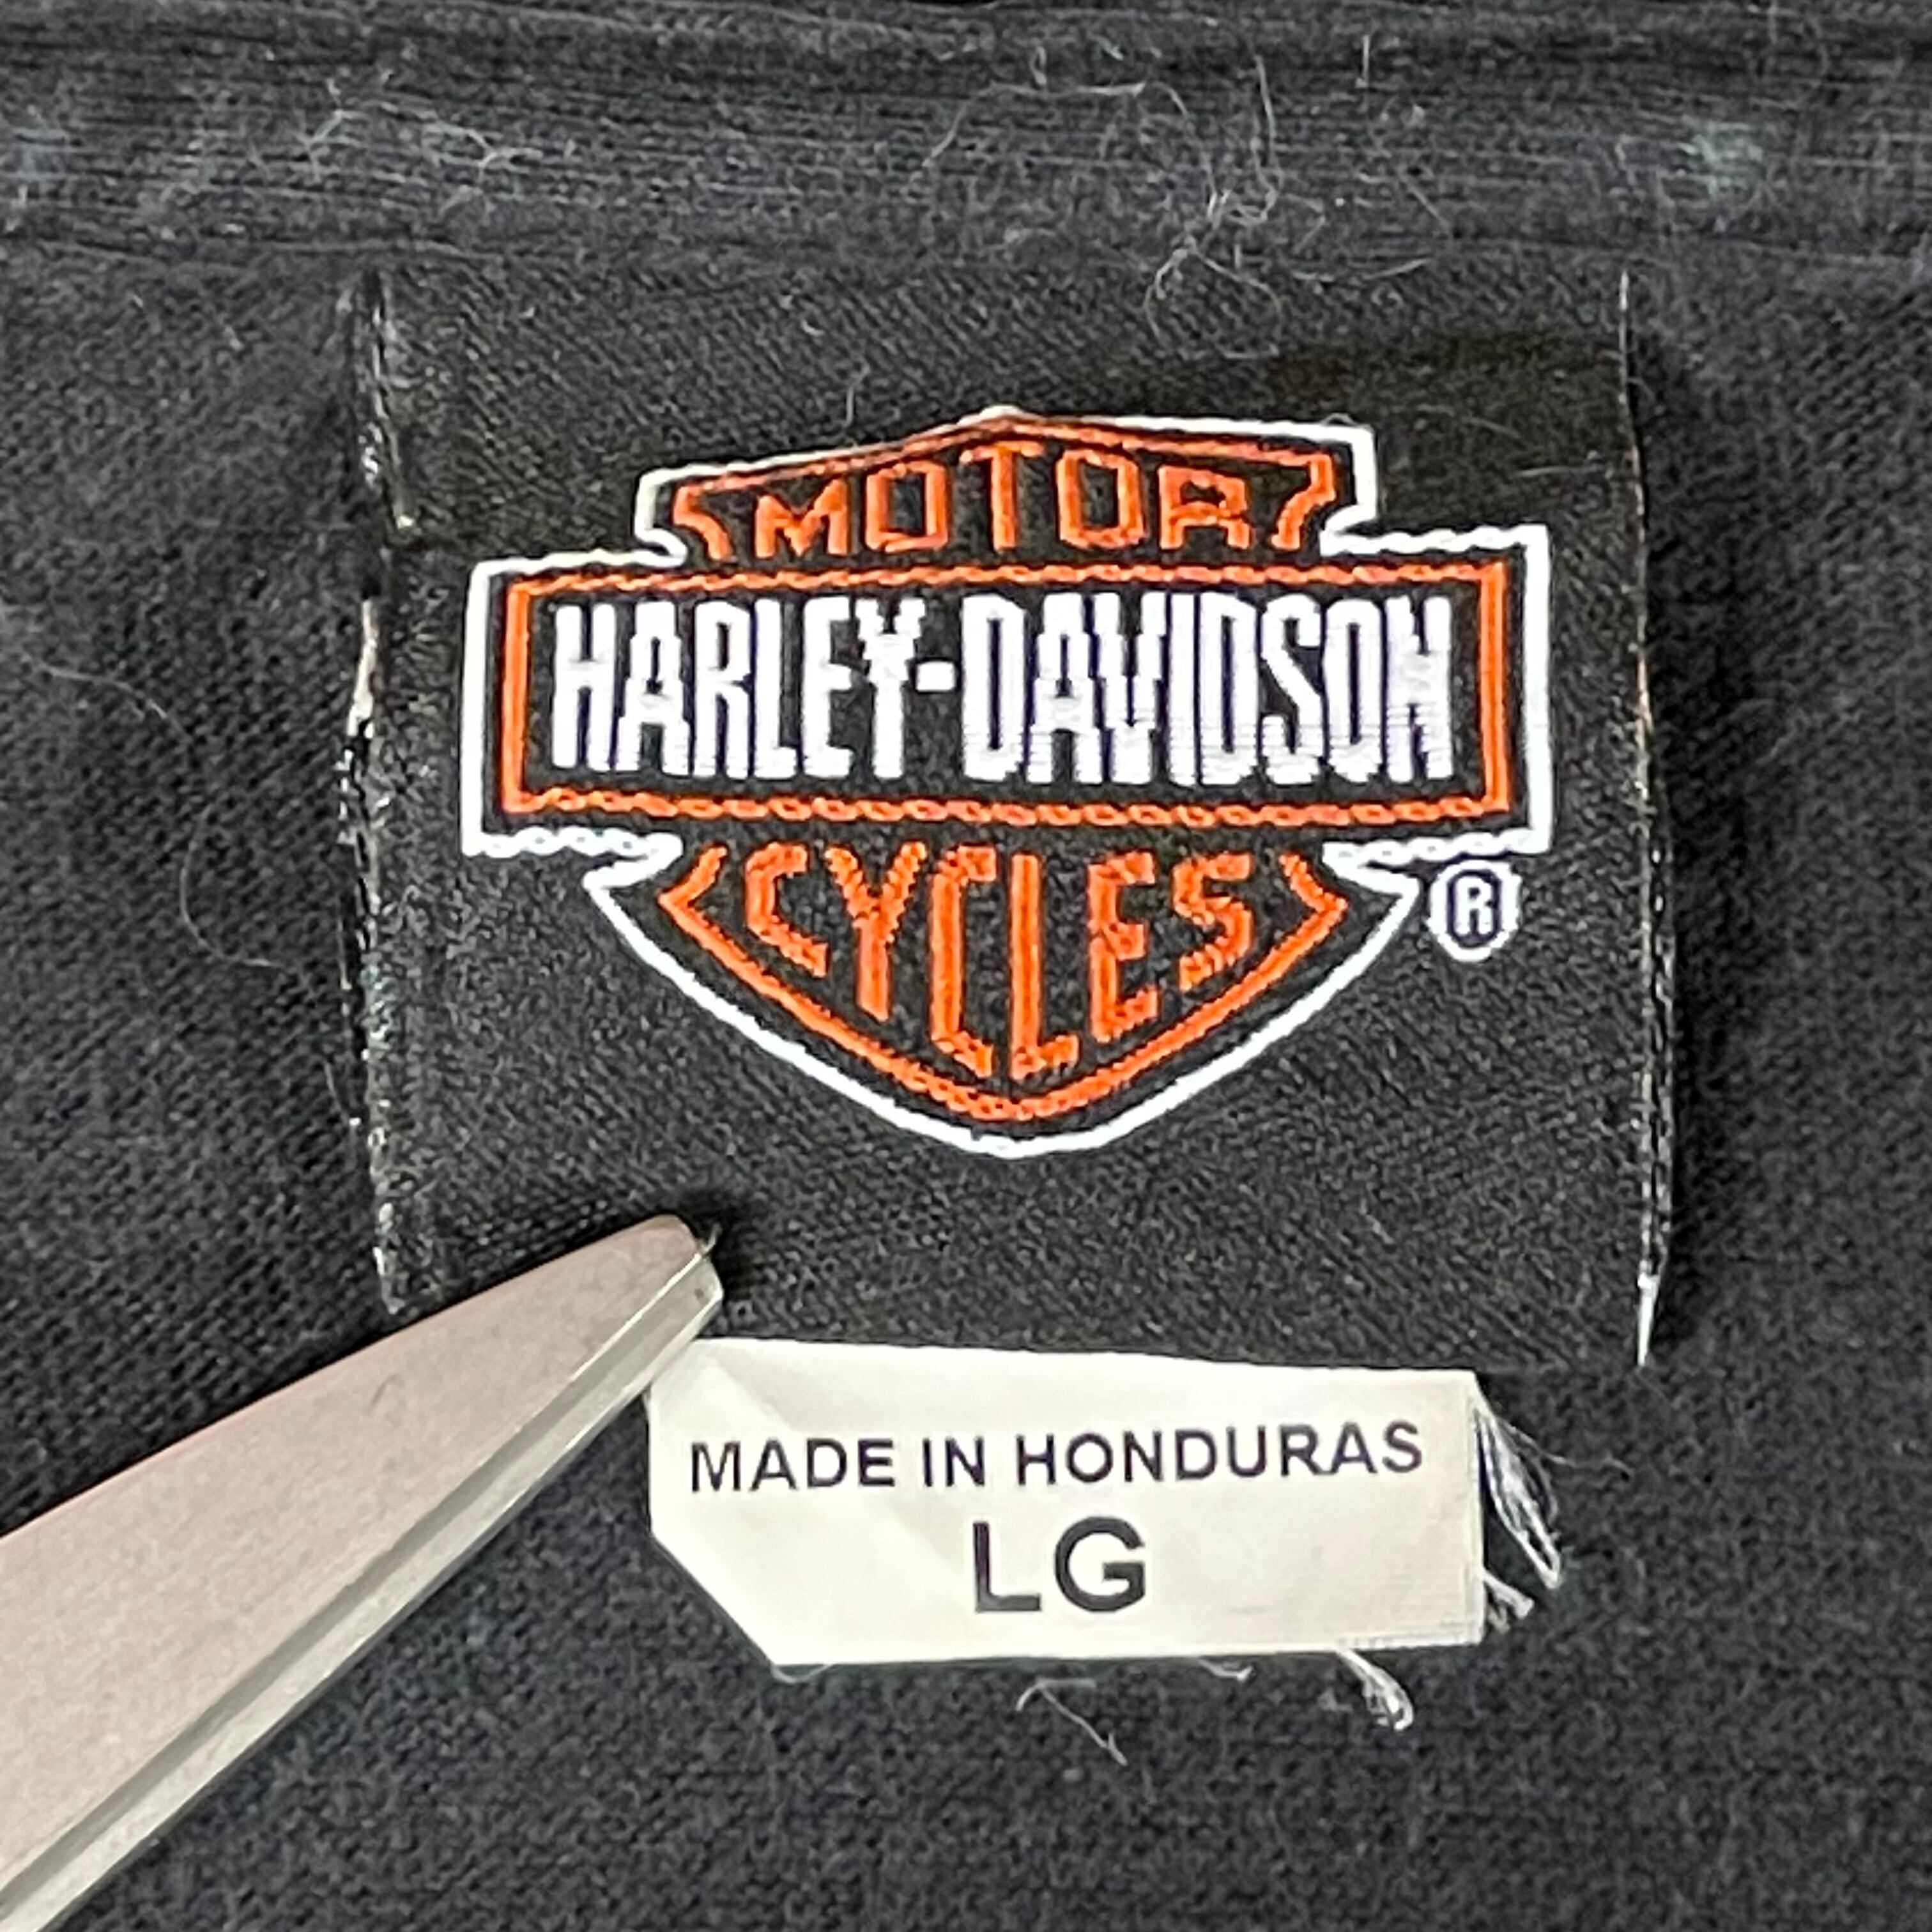 MOTOR
HARLEY-DAVIDSON
CYCLES
®
MADE IN HONDURAS
LG